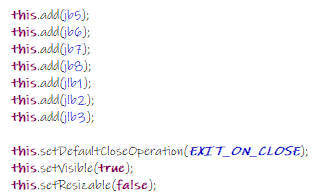 this.add(jb5);
this.add(jb6);
this.add(jb7);
this.add(jb8);
this.add(jlb1);
this.add(jlb2);
this.add(jlb3);
this.setDefaultCloseOperation(EXIT_ON_CLOSE);
this.setVisible(true);
this.setResizable(false);